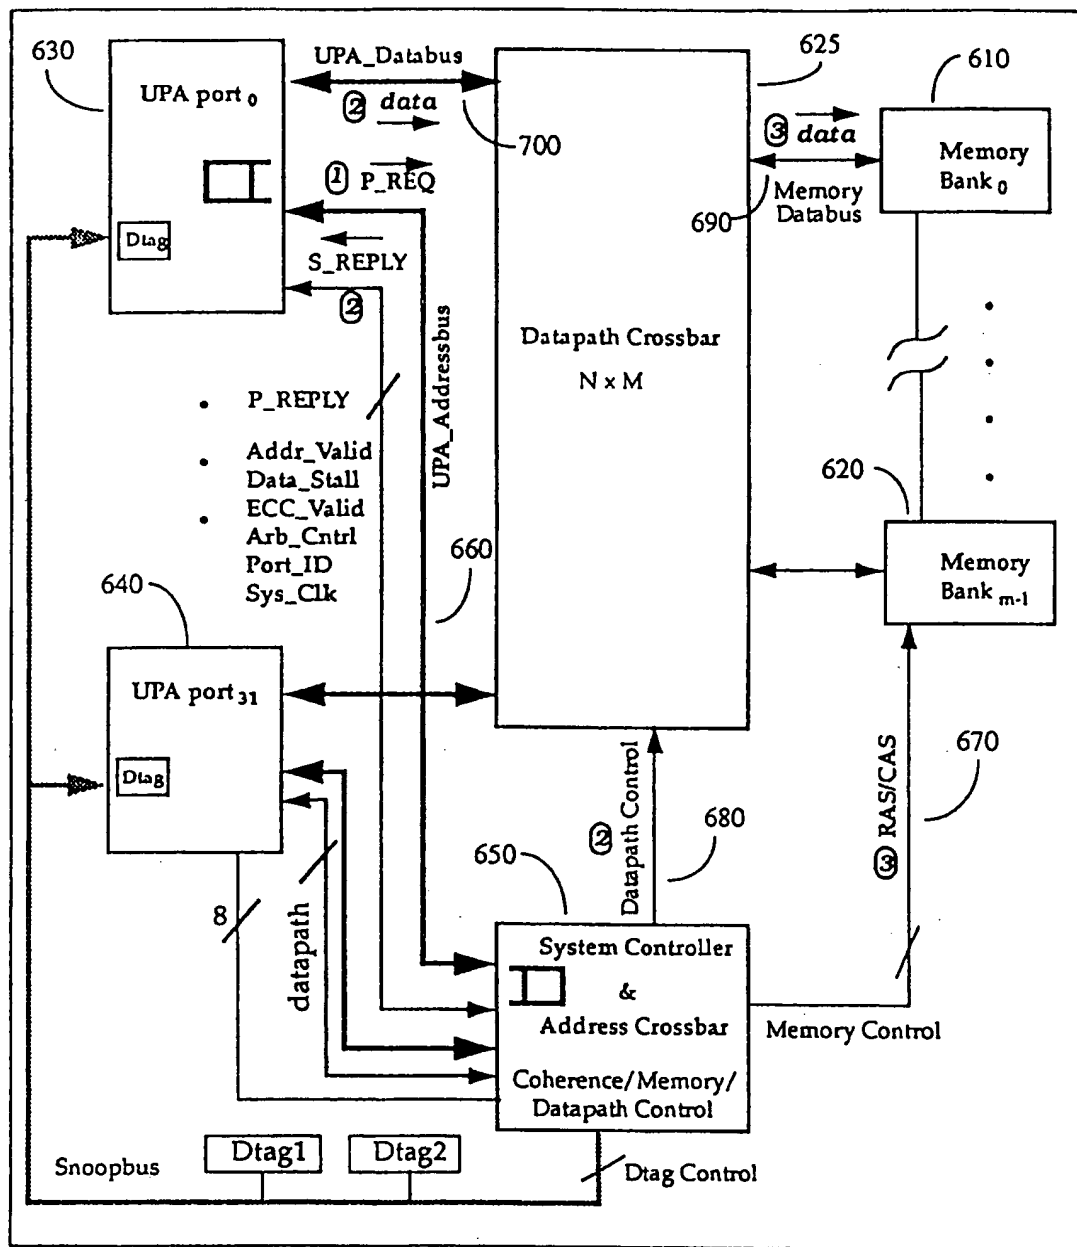 630
UPA port 0
Dtag
UPA_Databus
2 data
1 P_REQ
S_REPLY
2
700
625
610
3 data
Memory
Databus
690
Memory
Bank 0
Datapath Crossbar
N x M
UPA_Addressbus
P_REPLY
Addr_Valid
Data_Stall
ECC_Valid
Arb_Cntrl
Port_ID
Sys_Clk
660
620
Memory
Bank m-1
640
UPA port 31
Dtag
8
datapath
2 Datapath Control
680
3 RAS/CAS
670
650
System Controller
&
Address Crossbar
Coherence/Memory/
Datapath Control
Memory Control
Snoopbus
Dtag1
Dtag2
Dtag Control